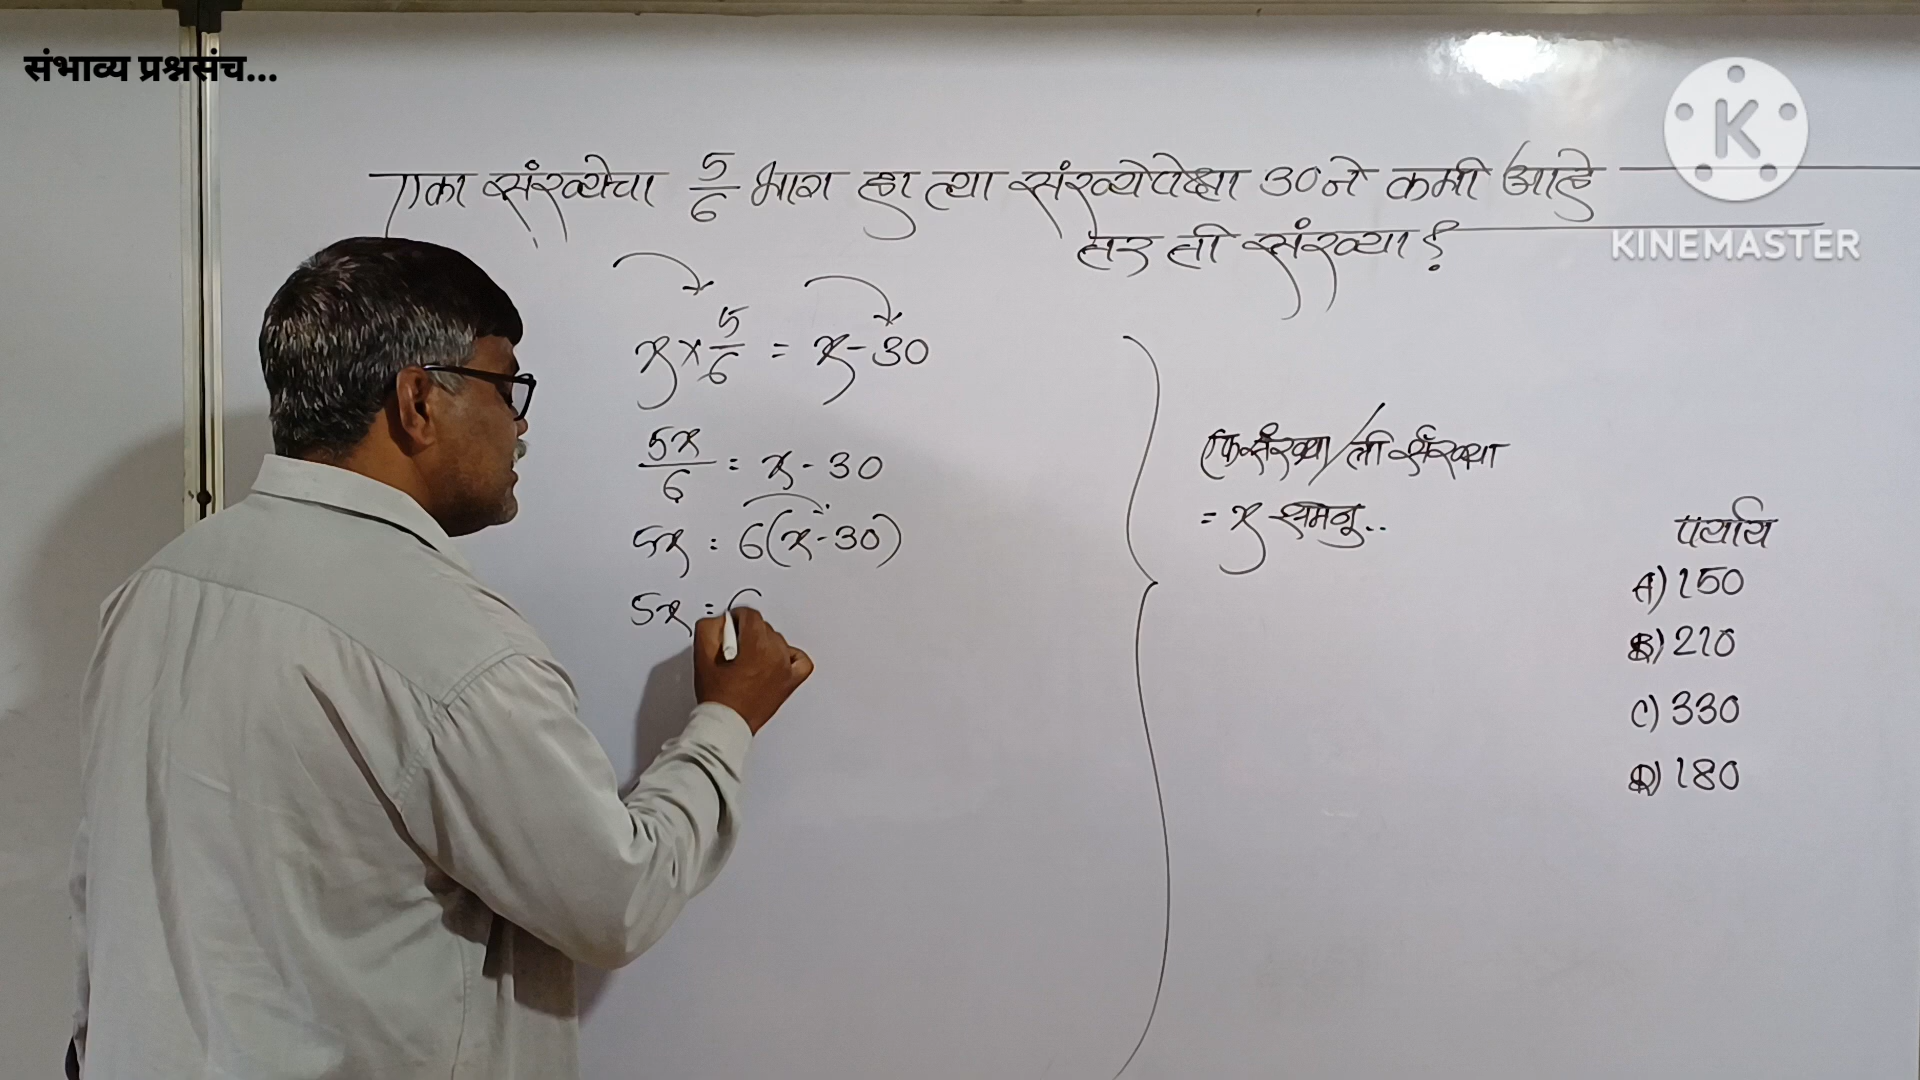 संभाव्य प्रश्नसंच...
KINEMASTER
एका संख्येचा 5/6 भाग हा त्या संख्येपेक्षा 30 ने कमी आहे
तर ती संख्या ?
x × 5/6 = x - 30
5x/6 = x - 30
5x = 6(x - 30)
5x = 6
एक संख्या / ती संख्या
= x समजू..
पर्याय
A) 150
B) 210
C) 330
D) 180